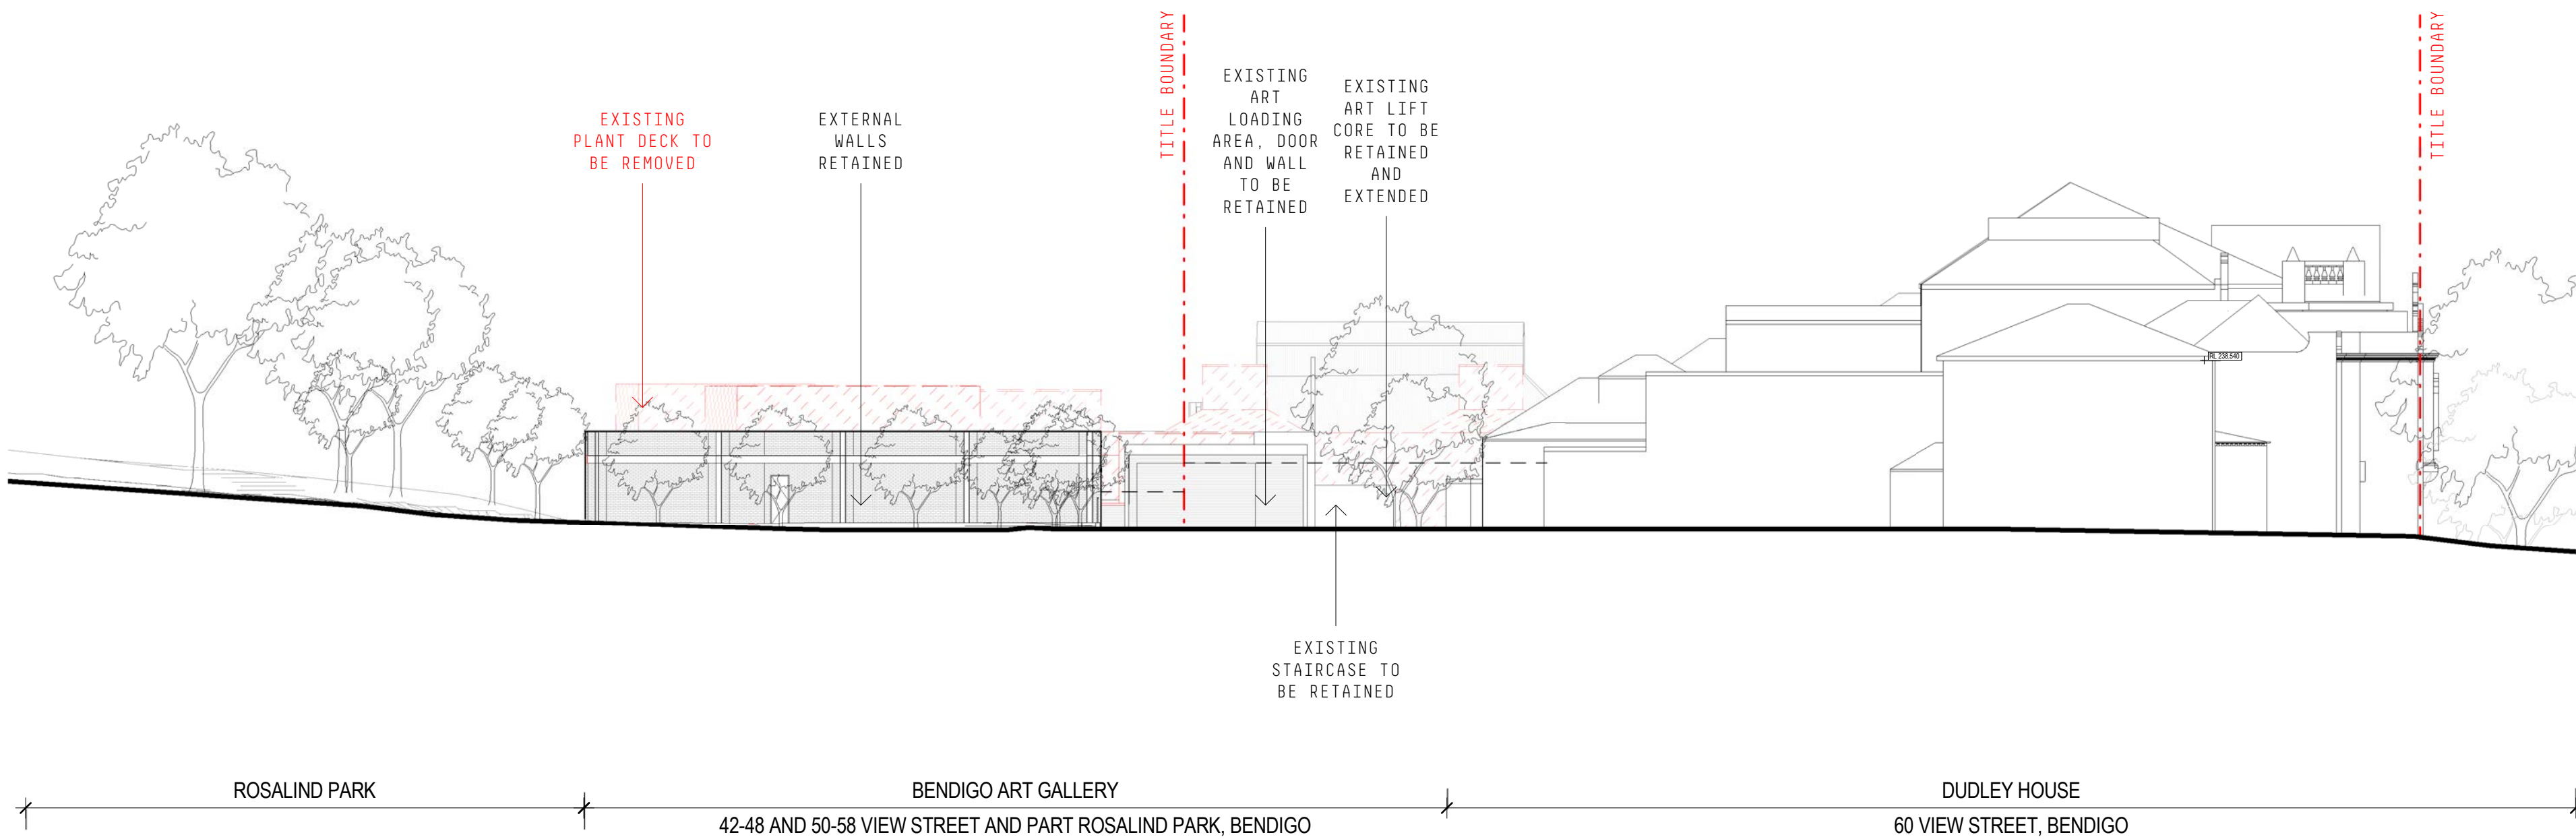 TITLE BOUNDARY
TITLE BOUNDARY
EXISTING
PLANT DECK TO
BE REMOVED
EXTERNAL
WALLS
RETAINED
EXISTING
ART
LOADING
AREA, DOOR
AND WALL
TO BE
RETAINED
EXISTING
ART LIFT
CORE TO BE
RETAINED
AND
EXTENDED
RL 238.540
EXISTING
STAIRCASE TO
BE RETAINED
ROSALIND PARK
BENDIGO ART GALLERY
42-48 AND 50-58 VIEW STREET AND PART ROSALIND PARK, BENDIGO
DUDLEY HOUSE
60 VIEW STREET, BENDIGO